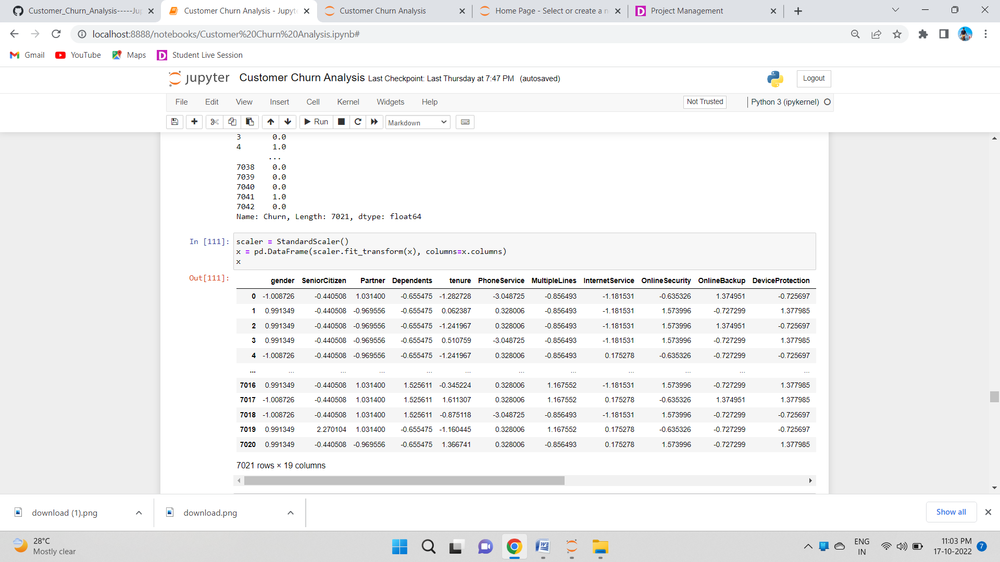 Customer_Churn_Analysis-----Jup
Customer Churn Analysis - Jupyte
Customer Churn Analysis
Home Page - Select or create a n
D Project Management
localhost:8888/notebooks/Customer%20Churn%20Analysis.ipynb#
Gmail YouTube Maps D Student Live Session
jupyter Customer Churn Analysis Last Checkpoint: Last Thursday at 7:47 PM (autosaved)
Logout
File Edit View Insert Cell Kernel Widgets Help
Not Trusted Python 3 (ipykernel)
Run Markdown
3 0.0
4 1.0
...
7038 0.0
7039 0.0
7040 0.0
7041 1.0
7042 0.0
Name: Churn, Length: 7021, dtype: float64
In [111]: scaler = StandardScaler()
x = pd.DataFrame(scaler.fit_transform(x), columns=x.columns)
x
Out[111]:
gender SeniorCitizen Partner Dependents tenure PhoneService MultipleLines InternetService OnlineSecurity OnlineBackup DeviceProtection
0 -1.008726 -0.440508 1.031400 -0.655475 -1.282728 -3.048725 -0.856493 -1.181531 -0.635326 1.374951 -0.725697
1 0.991349 -0.440508 -0.969556 -0.655475 0.062387 0.328006 -0.856493 -1.181531 1.573996 -0.727299 1.377985
2 0.991349 -0.440508 -0.969556 -0.655475 -1.241967 0.328006 -0.856493 -1.181531 1.573996 1.374951 -0.725697
3 0.991349 -0.440508 -0.969556 -0.655475 0.510759 -3.048725 -0.856493 -1.181531 1.573996 -0.727299 1.377985
4 -1.008726 -0.440508 -0.969556 -0.655475 -1.241967 0.328006 -0.856493 0.175278 -0.635326 -0.727299 -0.725697
... ... ... ... ... ... ... ... ... ... ... ...
7016 0.991349 -0.440508 1.031400 1.525611 -0.345224 0.328006 1.167552 -1.181531 1.573996 -0.727299 1.377985
7017 -1.008726 -0.440508 1.031400 1.525611 1.611307 0.328006 1.167552 0.175278 -0.635326 1.374951 1.377985
7018 -1.008726 -0.440508 1.031400 1.525611 -0.875118 -3.048725 -0.856493 -1.181531 1.573996 -0.727299 -0.725697
7019 0.991349 2.270104 1.031400 -0.655475 -1.160445 0.328006 1.167552 0.175278 -0.635326 -0.727299 -0.725697
7020 0.991349 -0.440508 -0.969556 -0.655475 1.366741 0.328006 -0.856493 0.175278 1.573996 -0.727299 1.377985
7021 rows × 19 columns
download (1).png download.png Show all
28°C
Mostly clear
ENG
IN
11:03 PM
17-10-2022
7